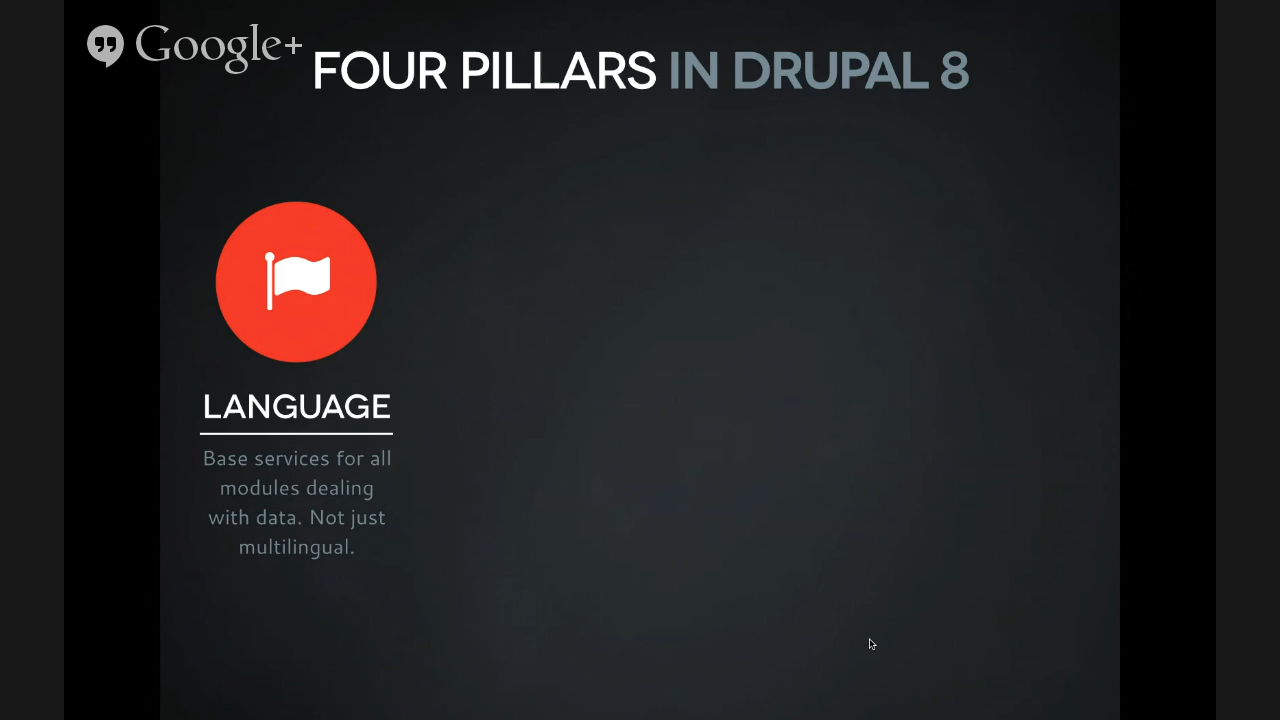 Google+
FOUR PILLARS IN DRUPAL 8
LANGUAGE
Base services for all
modules dealing
with data. Not just
multilingual.